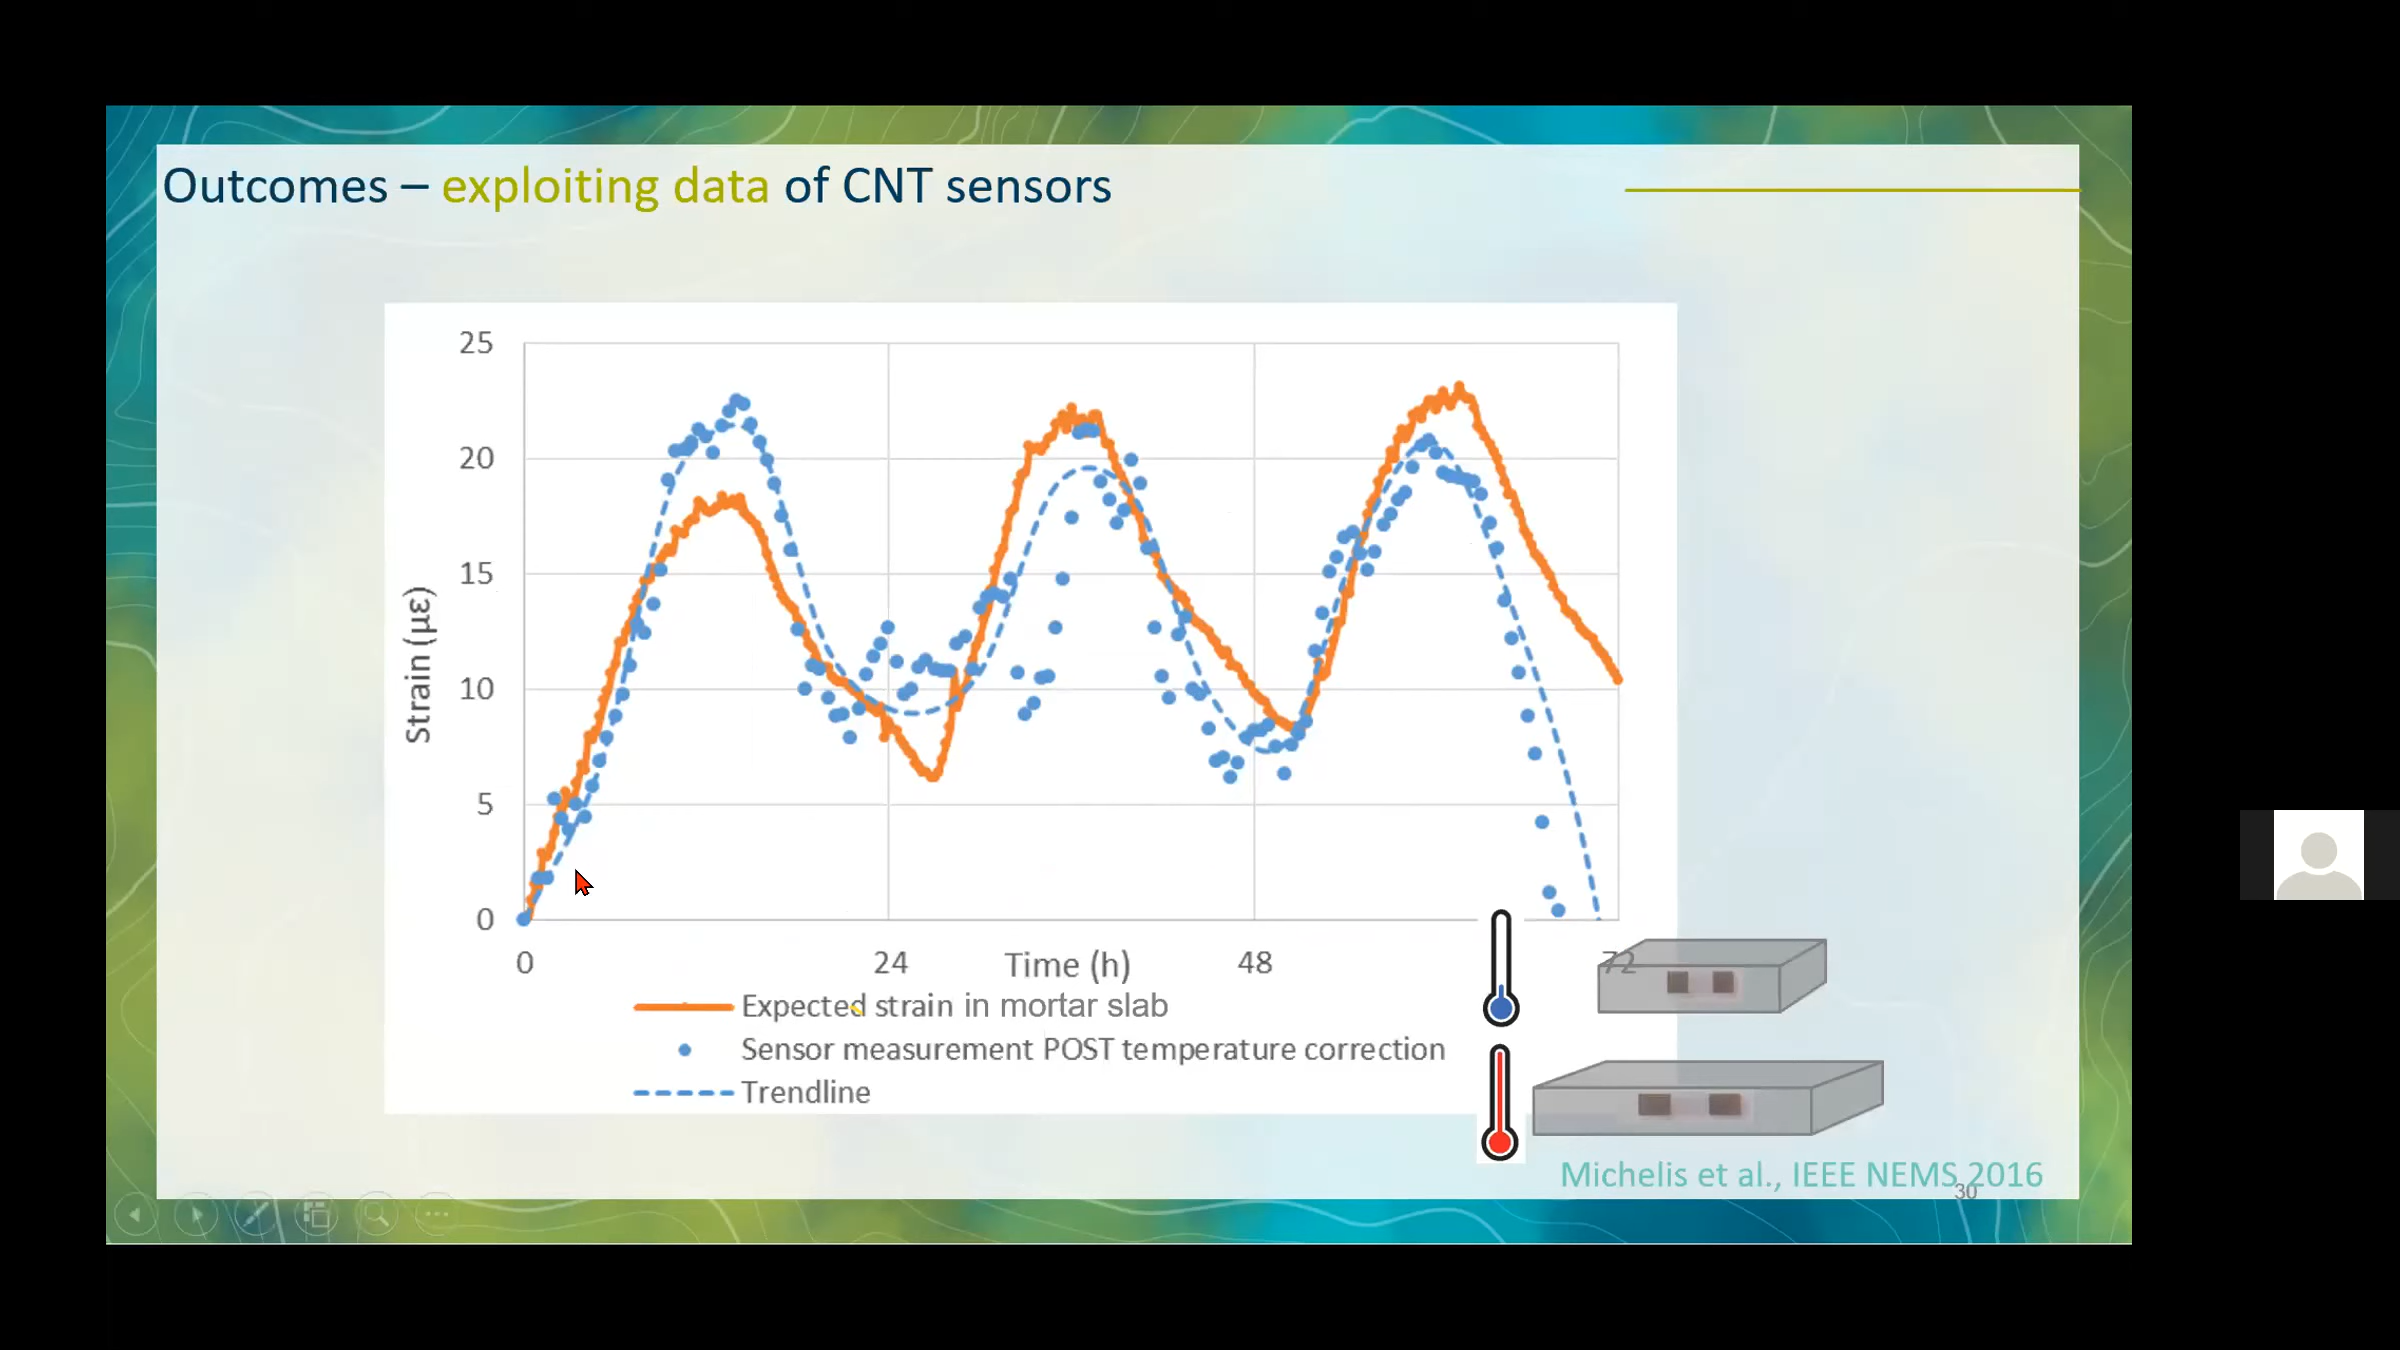 Outcomes – exploiting data of CNT sensors
25
20
15
10
5
0
Strain (με)
0 24 48 72
Time (h)
Expected strain in mortar slab
Sensor measurement POST temperature correction
Trendline
Michelis et al., IEEE NEMS 2016
30